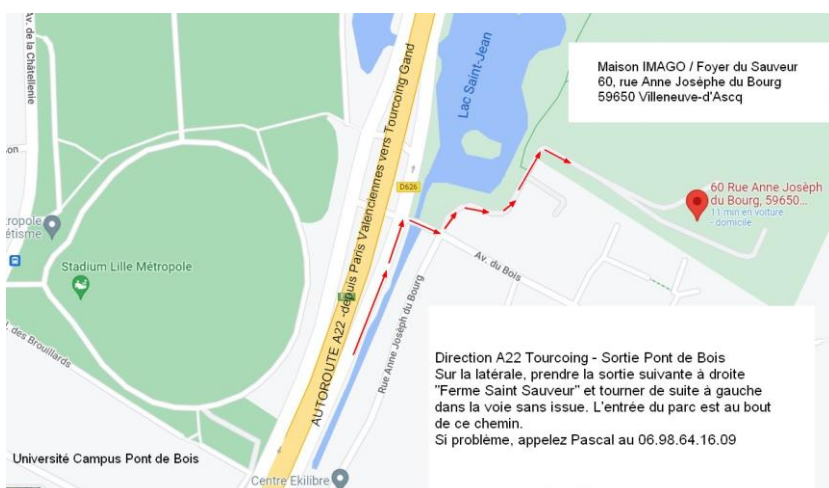 Av. de la Châtellenie
Maison IMAGO / Foyer du Sauveur
60, rue Anne Josèphe du Bourg
59650 Villeneuve-d'Ascq
Lac Saint-Jean
AUTOROUTE A22 -depuis Paris Valenciennes vers Tourcoing Gand
D626
60 Rue Anne Josèph
du Bourg, 59650...
11 min en voiture
- domicile
Stadium Lille Métropole
Av. du Bois
Rue Anne Josèph du Bourg
des Brouillards
Direction A22 Tourcoing - Sortie Pont de Bois
Sur la latérale, prendre la sortie suivante à droite
"Ferme Saint Sauveur" et tourner de suite à gauche
dans la voie sans issue. L'entrée du parc est au bout
de ce chemin.
Si problème, appelez Pascal au 06.98.64.16.09
Université Campus Pont de Bois
Centre Ekilibre